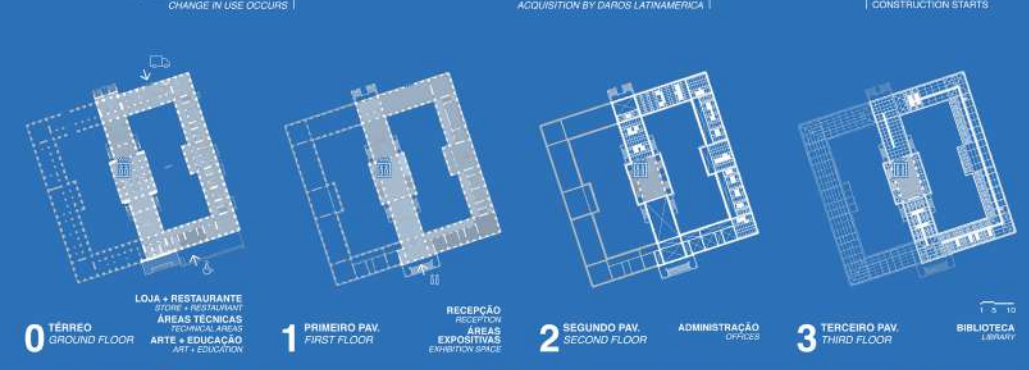 CHANGE IN USE OCCURS
ACQUISITION BY DAROS LATINAMERICA
CONSTRUCTION STARTS
0 TÉRREO
GROUND FLOOR
LOJA + RESTAURANTE
STORE + RESTAURANT
ÁREAS TÉCNICAS
TECHNICAL AREAS
ARTE + EDUCAÇÃO
ART + EDUCATION
1 PRIMEIRO PAV.
FIRST FLOOR
RECEPÇÃO
RECEPTION
ÁREAS
EXPOSITIVAS
EXHIBITION SPACE
2 SEGUNDO PAV.
SECOND FLOOR
ADMINISTRAÇÃO
OFFICES
3 TERCEIRO PAV.
THIRD FLOOR
1 5 10
BIBLIOTECA
LIBRARY